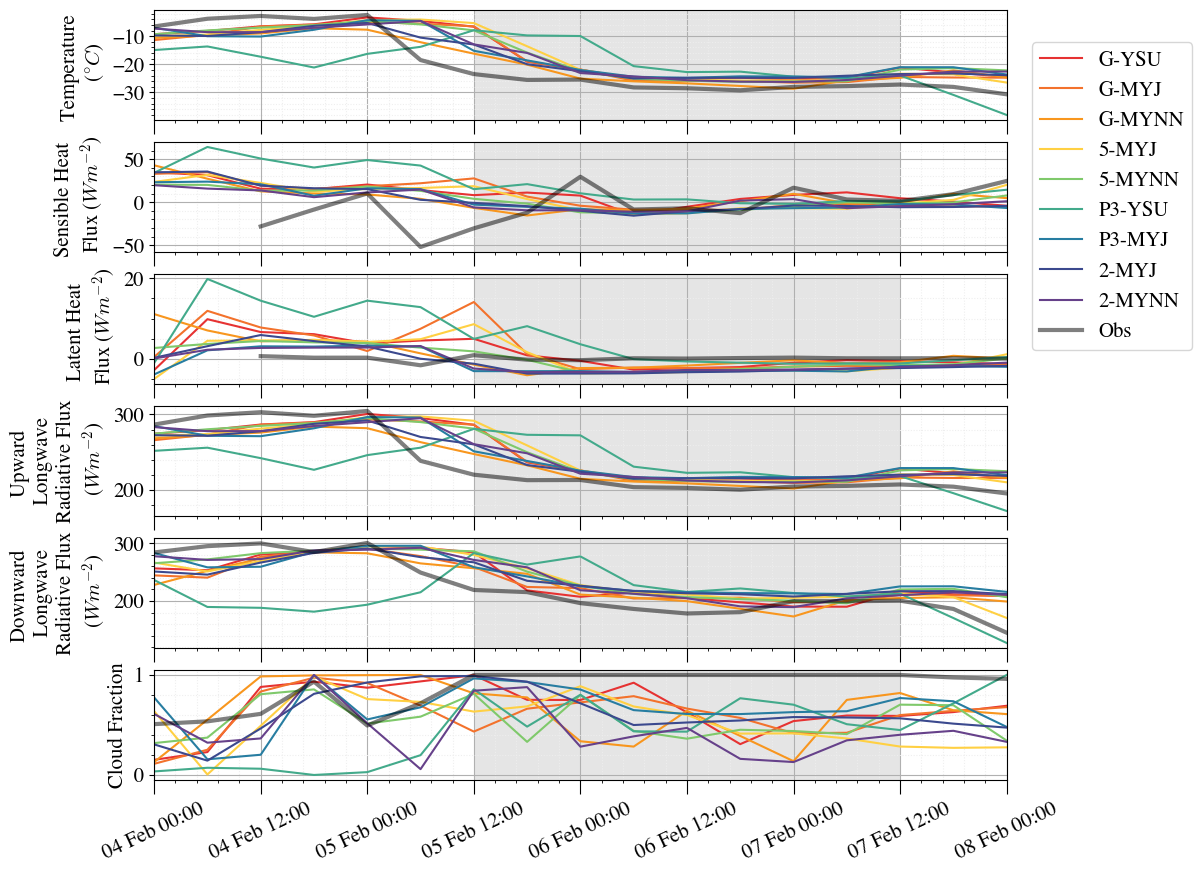 Temperature
(°C)
−10
−20
−30
Sensible Heat
Flux (Wm⁻²)
50
0
−50
Latent Heat
Flux (Wm⁻²)
20
0
Upward
Longwave
Radiative Flux
(Wm⁻²)
300
200
Downward
Longwave
Radiative Flux
(Wm⁻²)
300
200
Cloud Fraction
1
0
04 Feb 00:00
04 Feb 12:00
05 Feb 00:00
05 Feb 12:00
06 Feb 00:00
06 Feb 12:00
07 Feb 00:00
07 Feb 12:00
08 Feb 00:00
G-YSU
G-MYJ
G-MYNN
5-MYJ
5-MYNN
P3-YSU
P3-MYJ
2-MYJ
2-MYNN
Obs